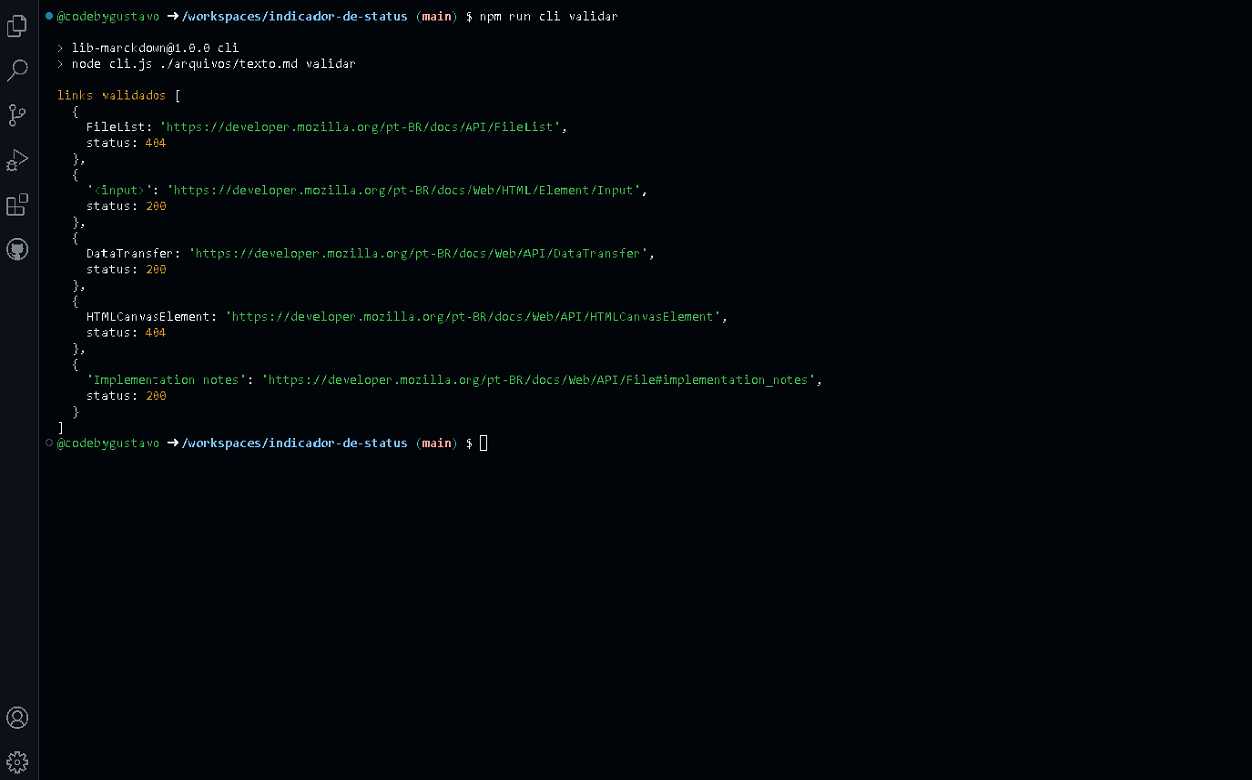 @codebygustavo ➜ /workspaces/indicador-de-status (main) $ npm run cli validar
> lib-marckdown@1.0.0 cli
> node cli.js ./arquivos/texto.md validar
links validados [
  {
    FileList: 'https://developer.mozilla.org/pt-BR/docs/API/FileList',
    status: 404
  },
  {
    '<input>': 'https://developer.mozilla.org/pt-BR/docs/Web/HTML/Element/Input',
    status: 200
  },
  {
    DataTransfer: 'https://developer.mozilla.org/pt-BR/docs/Web/API/DataTransfer',
    status: 200
  },
  {
    HTMLCanvasElement: 'https://developer.mozilla.org/pt-BR/docs/Web/API/HTMLCanvasElement',
    status: 404
  },
  {
    'Implementation notes': 'https://developer.mozilla.org/pt-BR/docs/Web/API/File#implementation_notes',
    status: 200
  }
]
@codebygustavo ➜ /workspaces/indicador-de-status (main) $